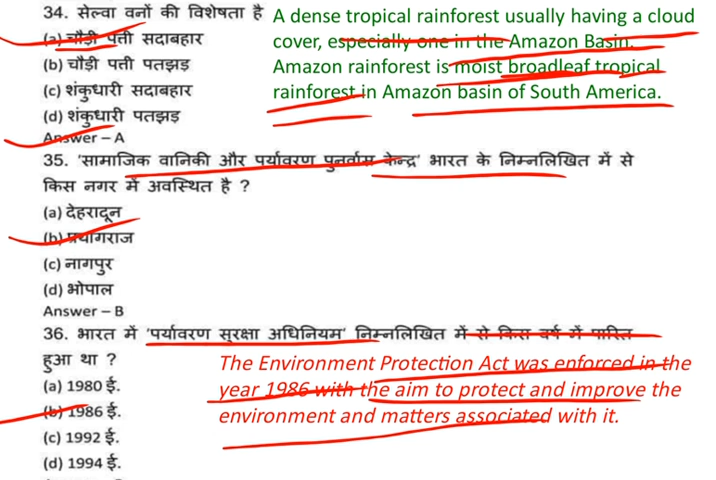 34. सेल्वा वनों की विशेषता है
A dense tropical rainforest usually having a cloud
cover, especially one in the Amazon Basin.
Amazon rainforest is moist broadleaf tropical
rainforest in Amazon basin of South America.
(a) चौड़ी पत्ती सदाबहार
(b) चौड़ी पत्ती पतझड़
(c) शंकुधारी सदाबहार
(d) शंकुधारी पतझड़
Answer – A
35. 'सामाजिक वानिकी और पर्यावरण पुनर्वास केन्द्र' भारत के निम्नलिखित में से
किस नगर में अवस्थित है ?
(a) देहरादून
(b) प्रयागराज
(c) नागपुर
(d) भोपाल
Answer – B
36. भारत में 'पर्यावरण सुरक्षा अधिनियम' निम्नलिखित में से किस वर्ष में पारित
हुआ था ?
The Environment Protection Act was enforced in the
year 1986 with the aim to protect and improve the
environment and matters associated with it.
(a) 1980 ई.
(b) 1986 ई.
(c) 1992 ई.
(d) 1994 ई.